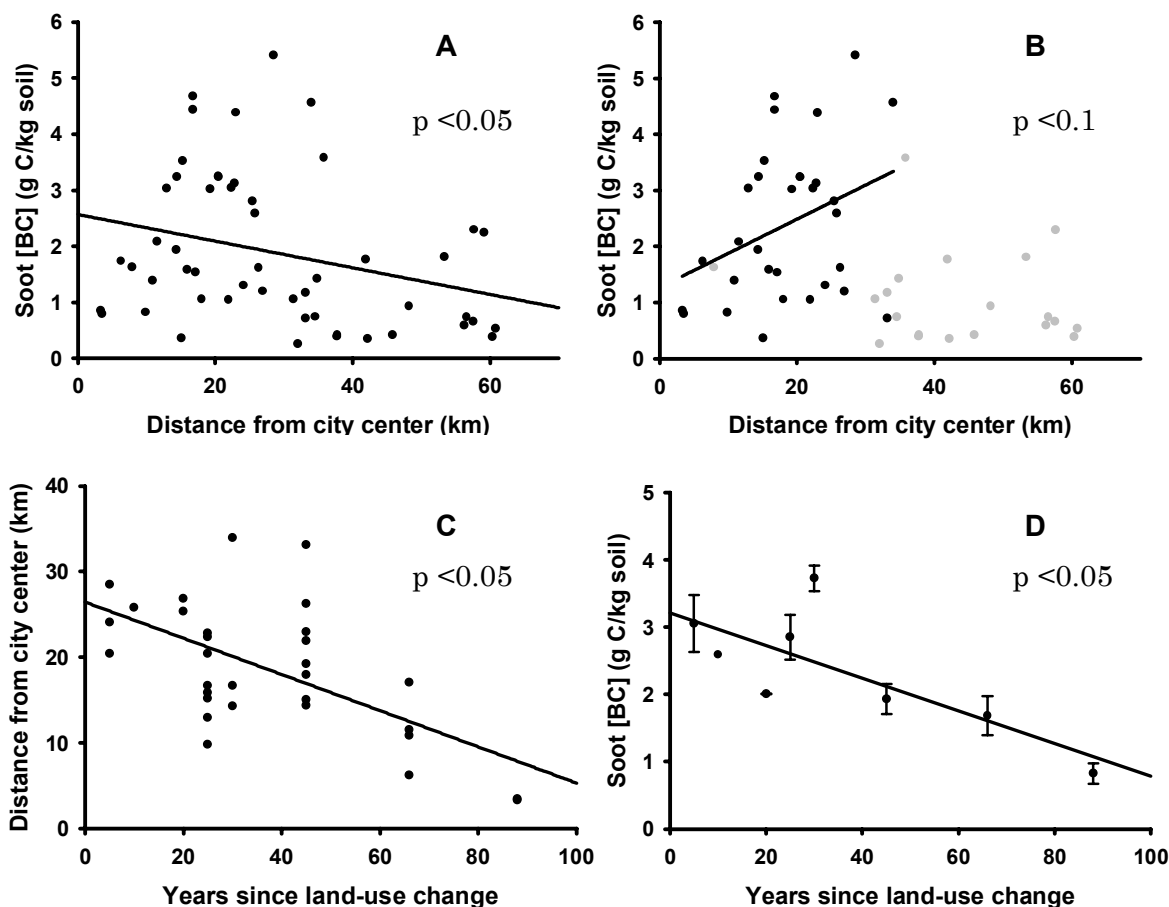 A
p <0.05
Soot [BC] (g C/kg soil)
6
5
4
3
2
1
0
0 20 40 60
Distance from city center (km)
B
p <0.1
Soot [BC] (g C/kg soil)
6
5
4
3
2
1
0
0 20 40 60
Distance from city center (km)
C
p <0.05
Distance from city center (km)
40
30
20
10
0
0 20 40 60 80 100
Years since land-use change
D
p <0.05
Soot [BC] (g C/kg soil)
5
4
3
2
1
0
0 20 40 60 80 100
Years since land-use change